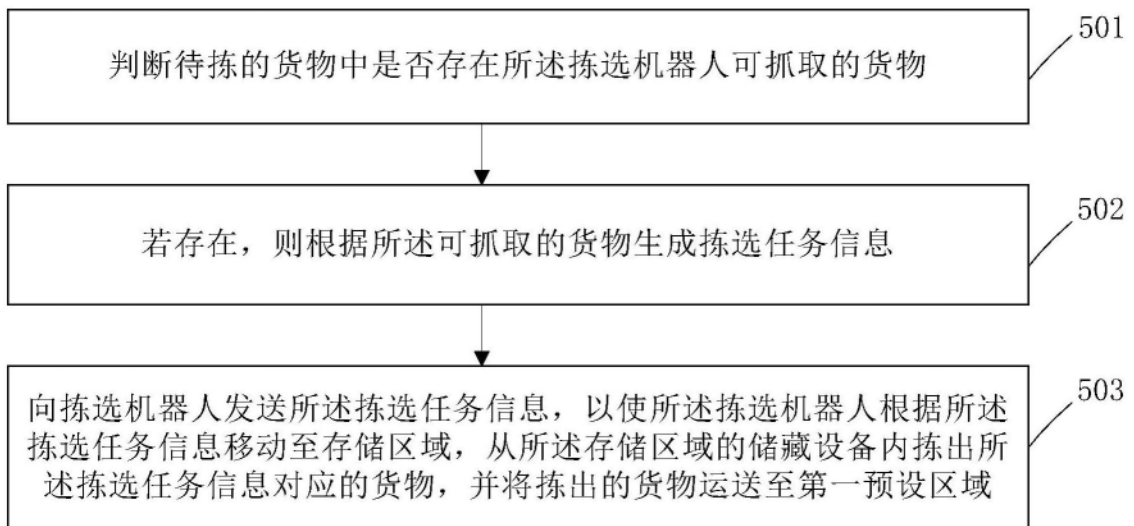 501
判断待拣的货物中是否存在所述拣选机器人可抓取的货物
502
若存在，则根据所述可抓取的货物生成拣选任务信息
503
向拣选机器人发送所述拣选任务信息，以使所述拣选机器人根据所述
拣选任务信息移动至存储区域，从所述存储区域的储藏设备内拣出所
述拣选任务信息对应的货物，并将拣出的货物运送至第一预设区域